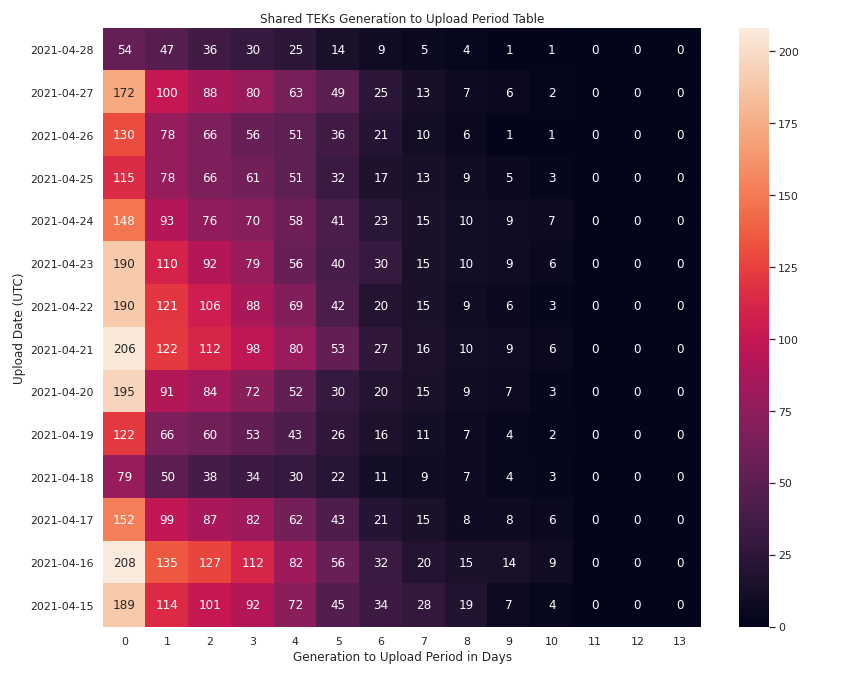 Shared TEKs Generation to Upload Period Table
Upload Date (UTC)
2021-04-28 54 47 36 30 25 14 9 5 4 1 1 0 0 0
2021-04-27 172 100 88 80 63 49 25 13 7 6 2 0 0 0
2021-04-26 130 78 66 56 51 36 21 10 6 1 1 0 0 0
2021-04-25 115 78 66 61 51 32 17 13 9 5 3 0 0 0
2021-04-24 148 93 76 70 58 41 23 15 10 9 7 0 0 0
2021-04-23 190 110 92 79 56 40 30 15 10 9 6 0 0 0
2021-04-22 190 121 106 88 69 42 20 15 9 6 3 0 0 0
2021-04-21 206 122 112 98 80 53 27 16 10 9 6 0 0 0
2021-04-20 195 91 84 72 52 30 20 15 9 7 3 0 0 0
2021-04-19 122 66 60 53 43 26 16 11 7 4 2 0 0 0
2021-04-18 79 50 38 34 30 22 11 9 7 4 3 0 0 0
2021-04-17 152 99 87 82 62 43 21 15 8 8 6 0 0 0
2021-04-16 208 135 127 112 82 56 32 20 15 14 9 0 0 0
2021-04-15 189 114 101 92 72 45 34 28 19 7 4 0 0 0
0 1 2 3 4 5 6 7 8 9 10 11 12 13
Generation to Upload Period in Days
200
175
150
125
100
75
50
25
0